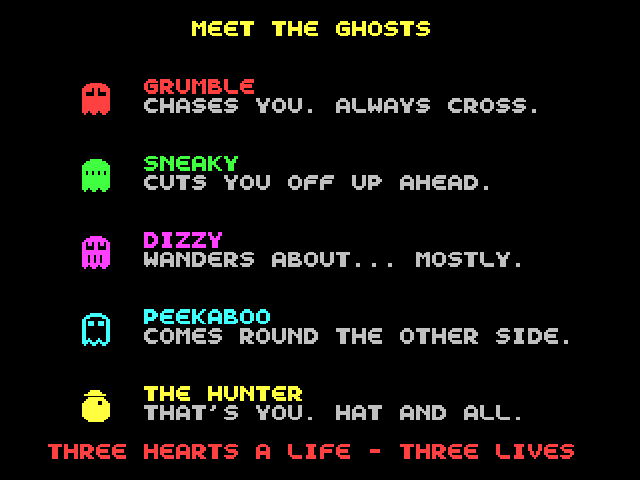 MEET THE GHOSTS
GRUMBLE
CHASES YOU. ALWAYS CROSS.
SNEAKY
CUTS YOU OFF UP AHEAD.
DIZZY
WANDERS ABOUT... MOSTLY.
PEEKABOO
COMES ROUND THE OTHER SIDE.
THE HUNTER
THAT'S YOU. HAT AND ALL.
THREE HEARTS A LIFE - THREE LIVES